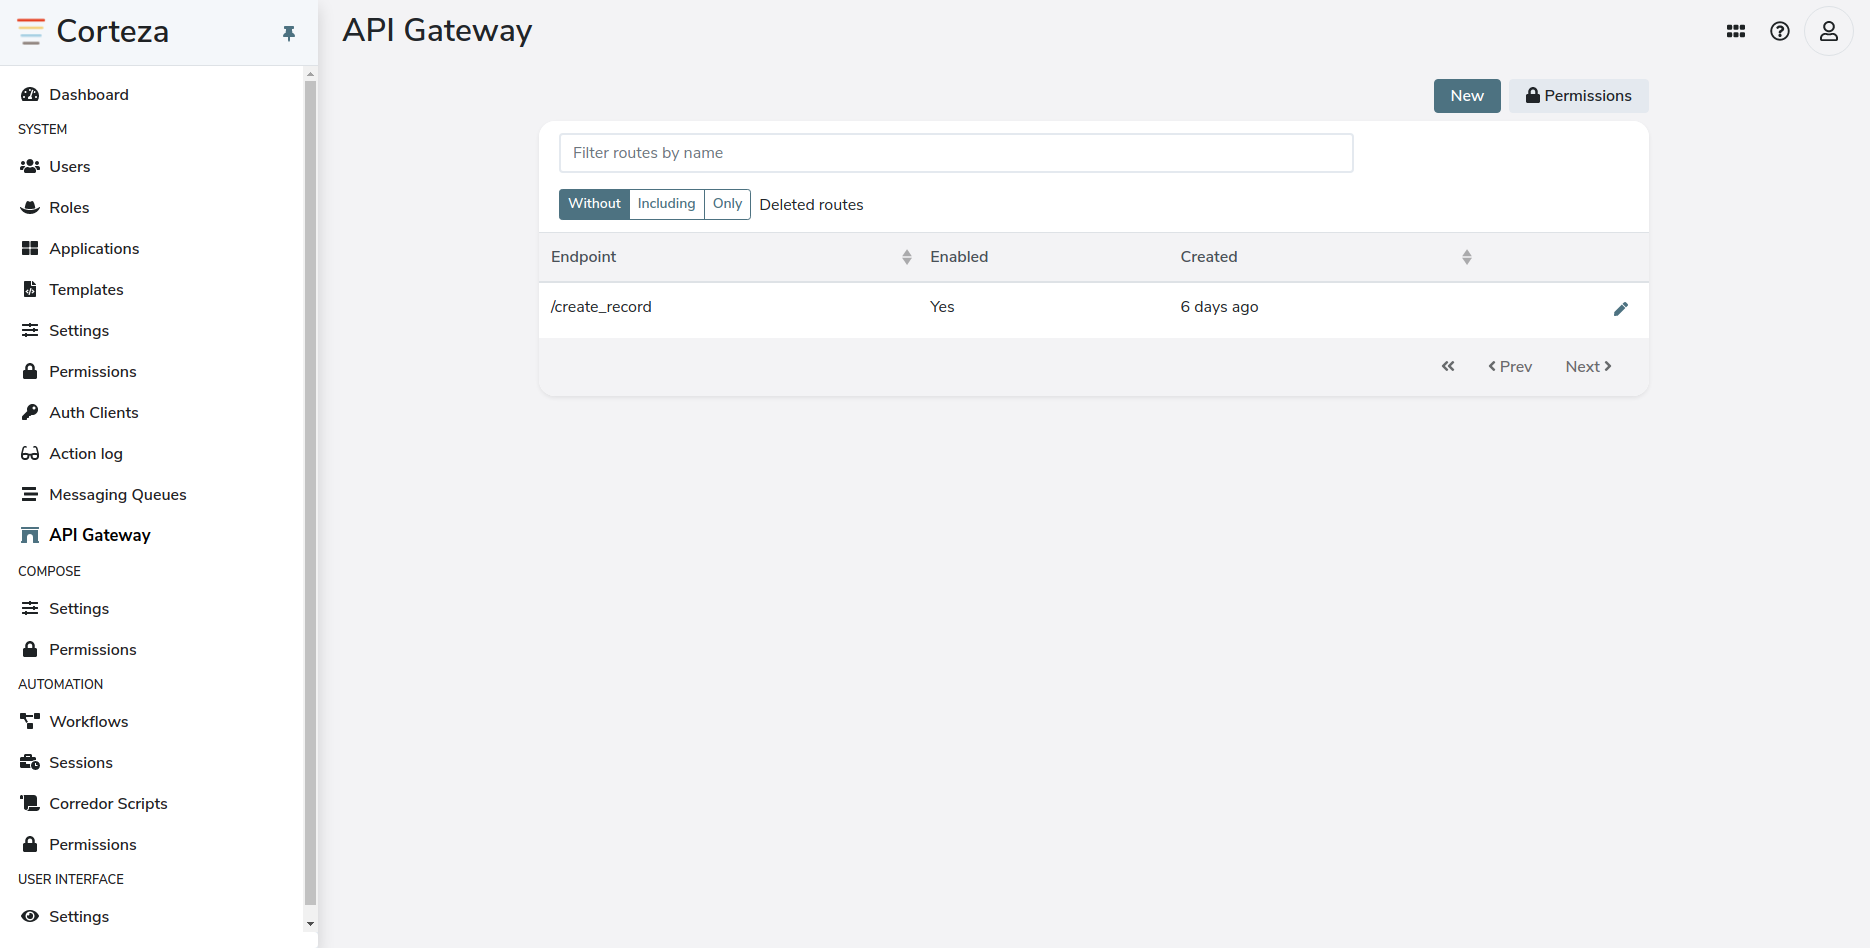 Corteza
Dashboard
SYSTEM
Users
Roles
Applications
Templates
Settings
Permissions
Auth Clients
Action log
Messaging Queues
API Gateway
COMPOSE
Settings
Permissions
AUTOMATION
Workflows
Sessions
Corredor Scripts
Permissions
USER INTERFACE
Settings
API Gateway
New Permissions
Filter routes by name
Without Including Only Deleted routes
Endpoint Enabled Created
/create_record Yes 6 days ago
Prev Next